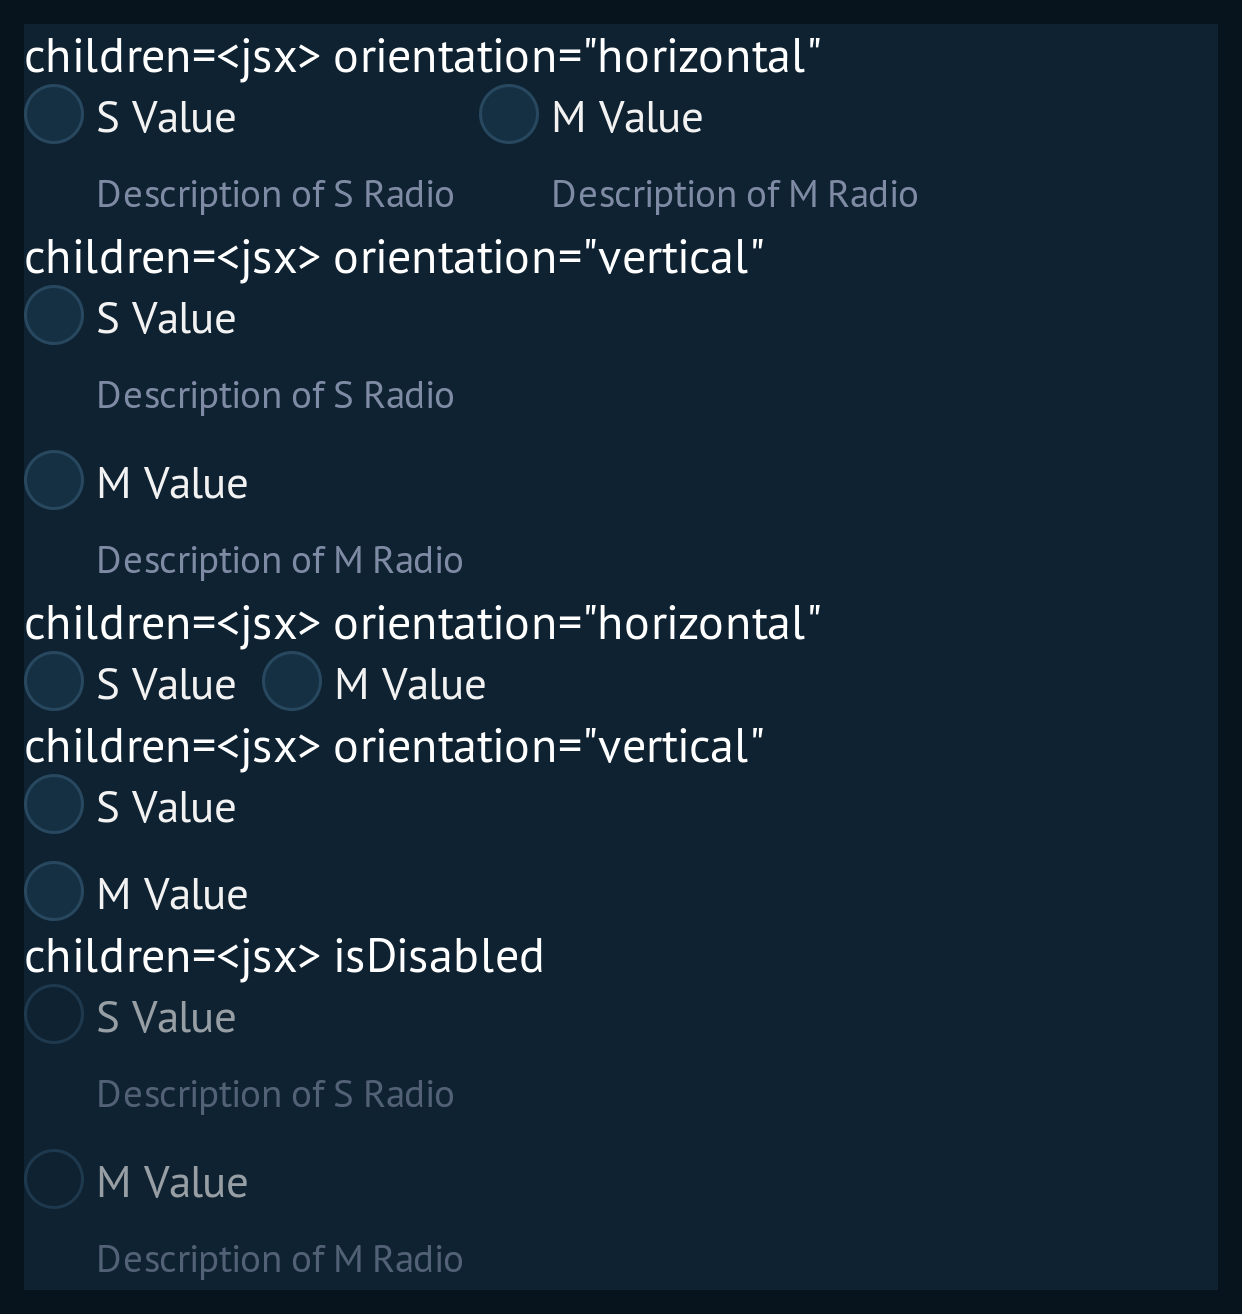 children=<jsx> orientation="horizontal"
S Value M Value
Description of S Radio Description of M Radio
children=<jsx> orientation="vertical"
S Value
Description of S Radio
M Value
Description of M Radio
children=<jsx> orientation="horizontal"
S Value M Value
children=<jsx> orientation="vertical"
S Value
M Value
children=<jsx> isDisabled
S Value
Description of S Radio
M Value
Description of M Radio